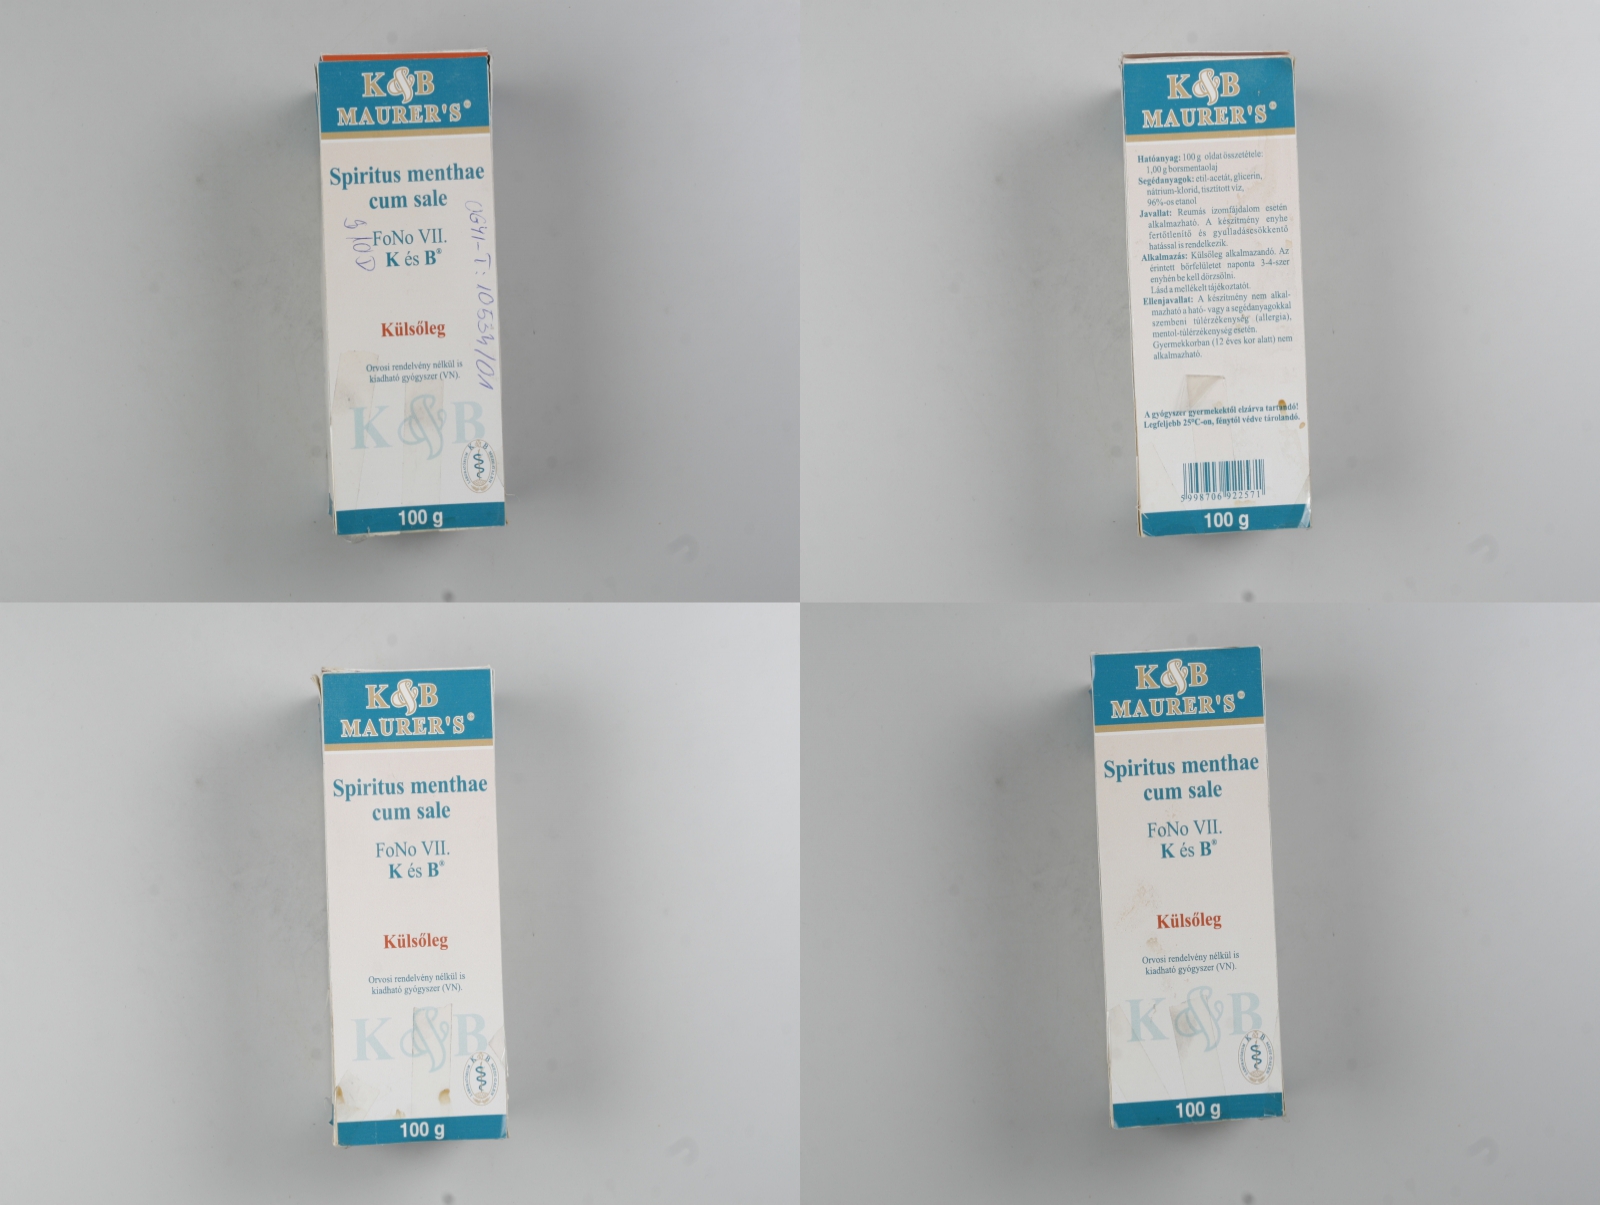 K&B
MAURER'S®
Spiritus menthae
cum sale
FoNo VII.
K és B®
OGYI-T: 10534/01
Külsőleg
Orvosi rendelvény nélkül is
kiadható gyógyszer (VN).
K&B
100 g
K&B
MAURER'S®
Hatóanyag: 100 g oldat összetétele:
1,00 g borsmentaolaj
Segédanyagok: etil-acetát, glicerin,
nátrium-klorid, tisztított víz,
96%-os etanol
Javallat: Reumás izomfájdalom esetén
alkalmazható. A készítmény enyhe
fertőtlenítő és gyulladáscsökkentő
hatással is rendelkezik.
Alkalmazás: Külsőleg alkalmazandó. Az
érintett bőrfelületet naponta 3-4-szer
enyhén be kell dörzsölni.
Lásd a mellékelt tájékoztatót.
Ellenjavallat: A készítmény nem alkal-
mazható a ható- vagy a segédanyagokkal
szembeni túlérzékenység (allergia),
mentol-túlérzékenység esetén.
Gyermekkorban (12 éves kor alatt) nem
alkalmazható.
A gyógyszer gyermekektől elzárva tartandó!
Legfeljebb 25°C-on, fénytől védve tárolandó.
5998706922571
100 g
K&B
MAURER'S®
Spiritus menthae
cum sale
FoNo VII.
K és B®
Külsőleg
Orvosi rendelvény nélkül is
kiadható gyógyszer (VN).
K&B
100 g
K&B
MAURER'S®
Spiritus menthae
cum sale
FoNo VII.
K és B®
Külsőleg
Orvosi rendelvény nélkül is
kiadható gyógyszer (VN).
K&B
100 g